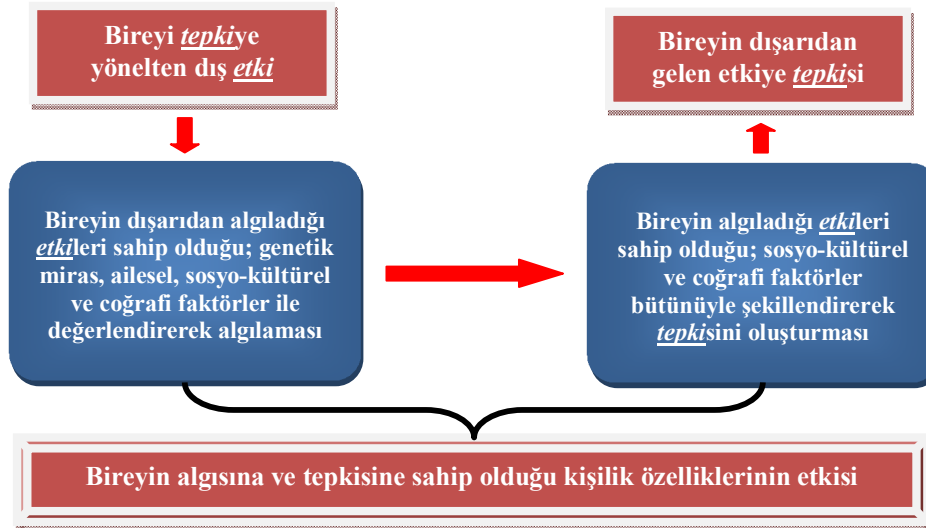 Bireyi tepkiye
yönelten dış etki
Bireyin dışarıdan
gelen etkiye tepkisi
Bireyin dışarıdan algıladığı
etkileri sahip olduğu; genetik
miras, ailesel, sosyo-kültürel
ve coğrafi faktörler ile
değerlendirerek algılaması
Bireyin algıladığı etkileri
sahip olduğu; sosyo-kültürel
ve coğrafi faktörler
bütünüyle şekillendirerek
tepkisini oluşturması
Bireyin algısına ve tepkisine sahip olduğu kişilik özelliklerinin etkisi